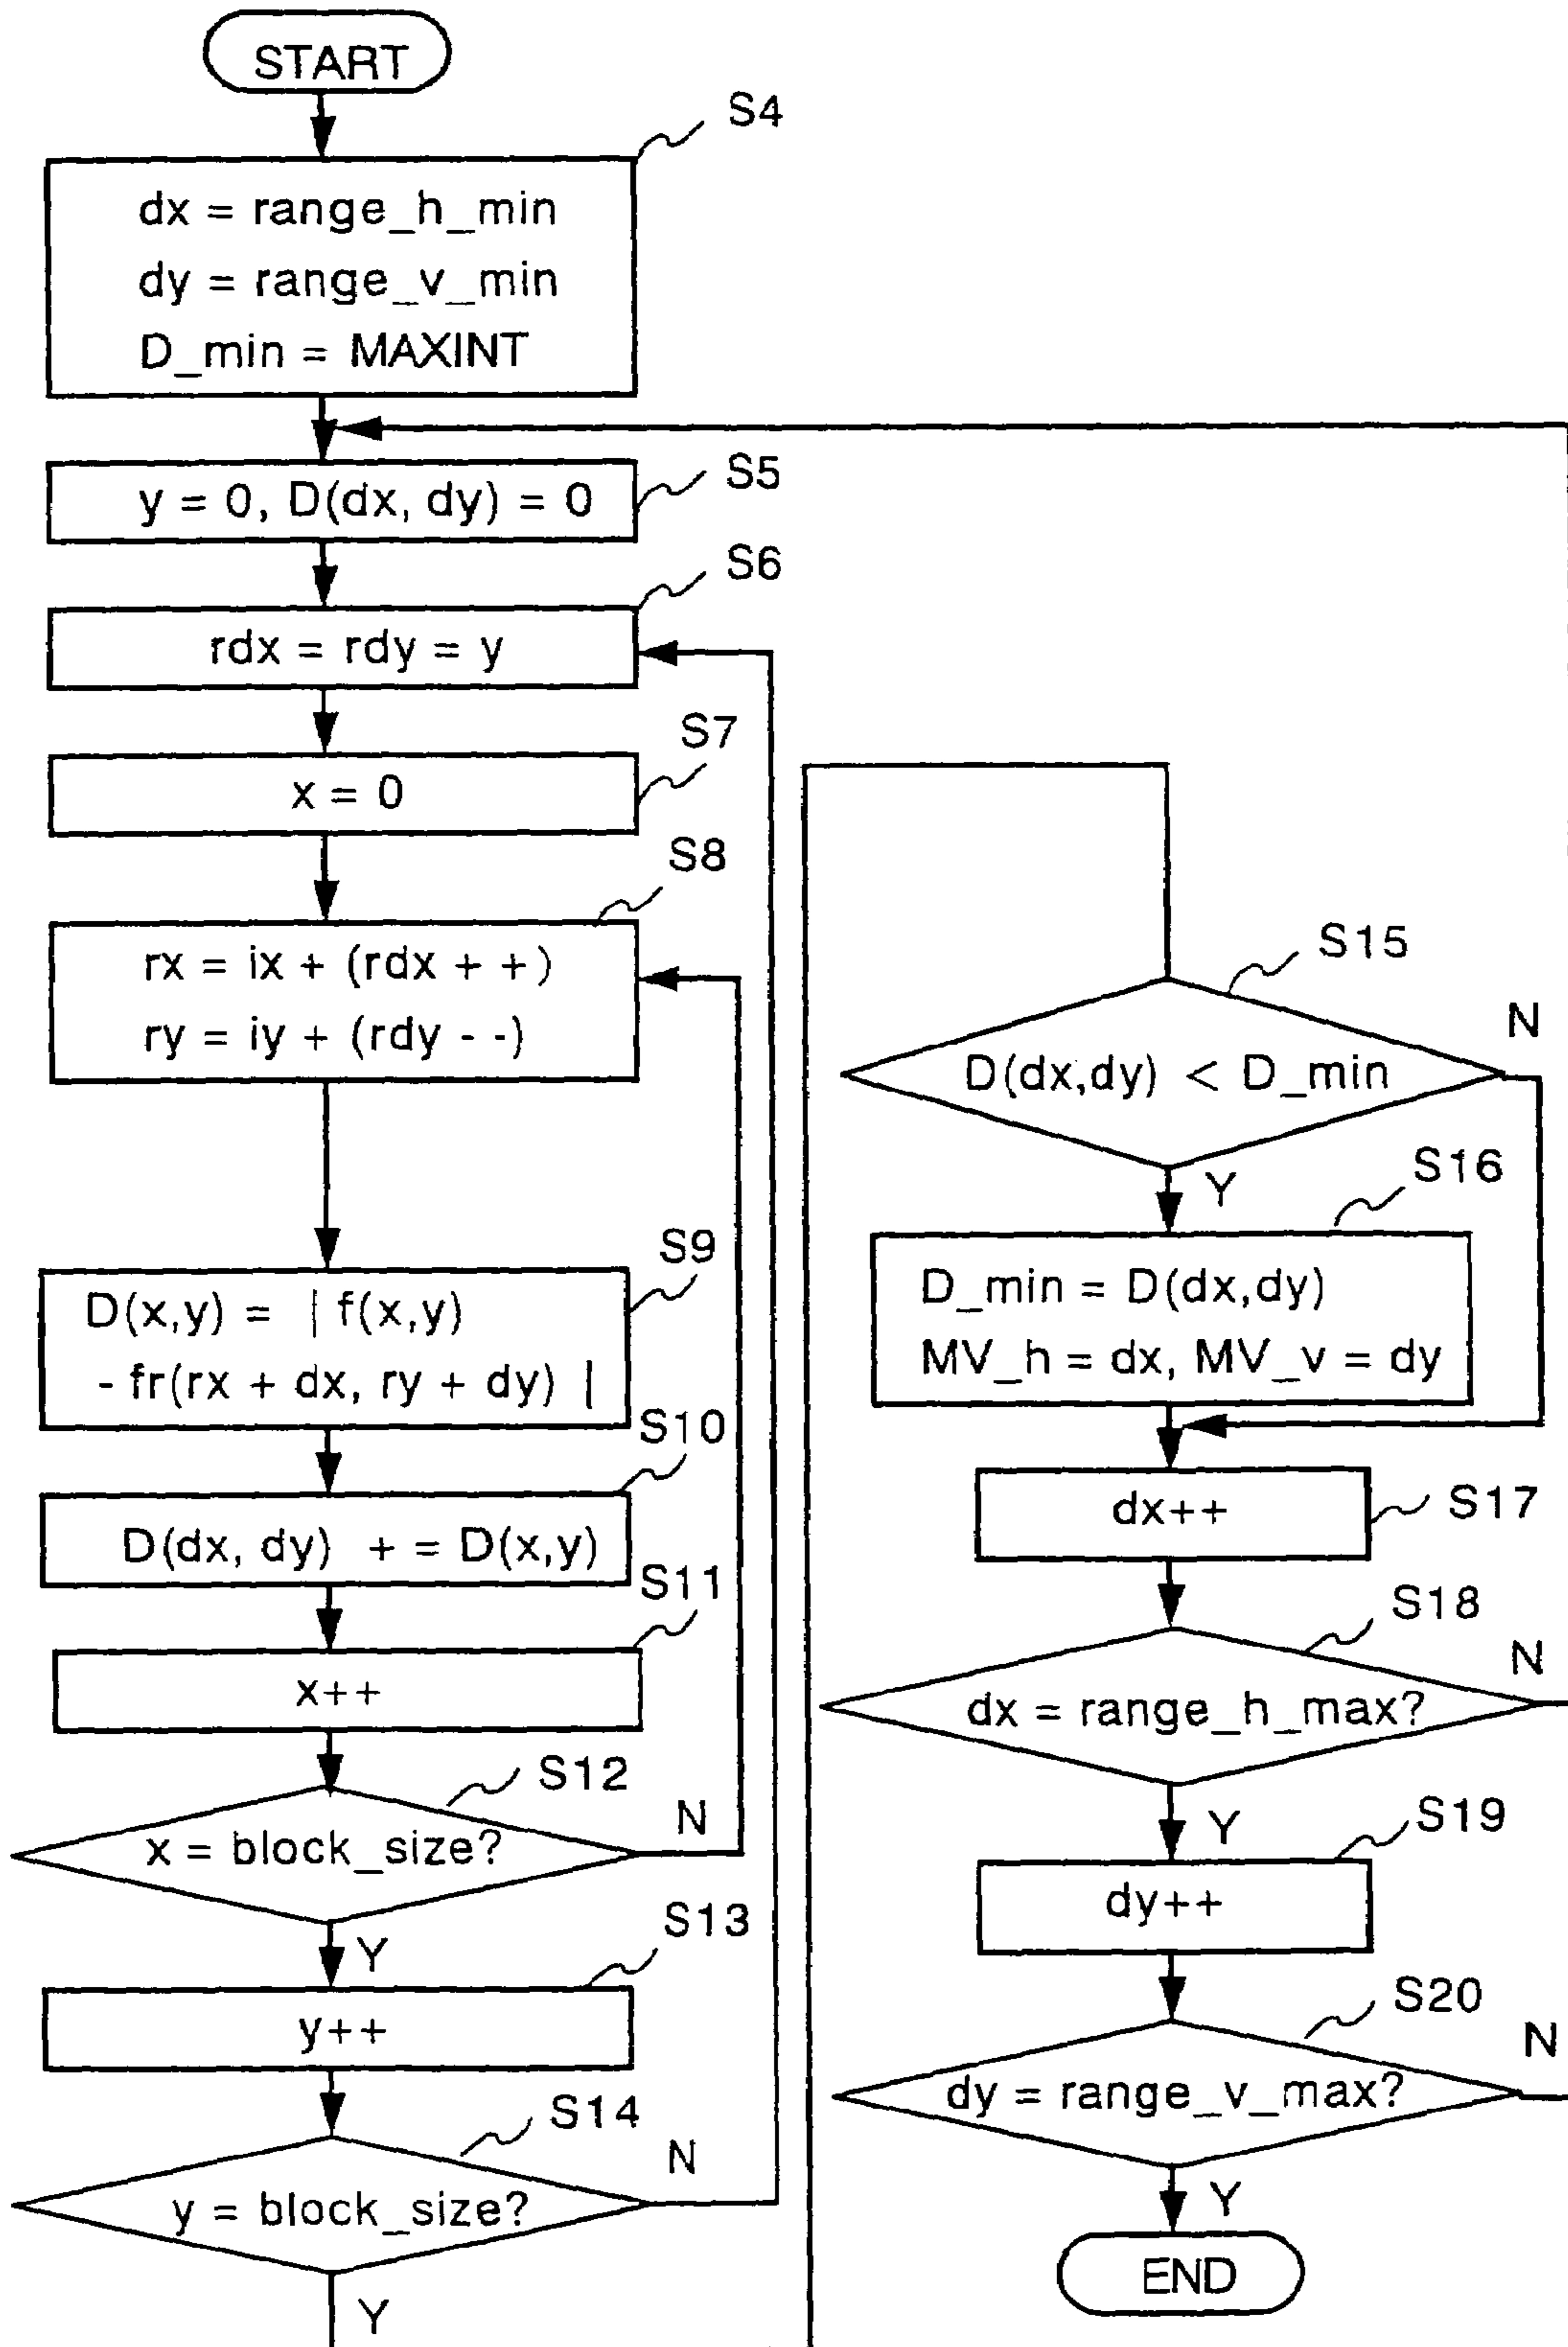 START
S4
dx = range_h_min
dy = range_v_min
D_min = MAXINT
S5
y = 0, D(dx, dy) = 0
S6
rdx = rdy = y
S7
x = 0
S8
rx = ix + (rdx + +)
ry = iy + (rdy - -)
S9
D(x,y) = | f(x,y)
- fr(rx + dx, ry + dy) |
S10
D(dx, dy) + = D(x,y)
S11
x++
S12
x = block_size?
N
Y
S13
y++
S14
y = block_size?
N
Y
S15
D(dx,dy) < D_min
N
Y
S16
D_min = D(dx,dy)
MV_h = dx, MV_v = dy
S17
dx++
S18
dx = range_h_max?
N
Y
S19
dy++
S20
dy = range_v_max?
N
Y
END